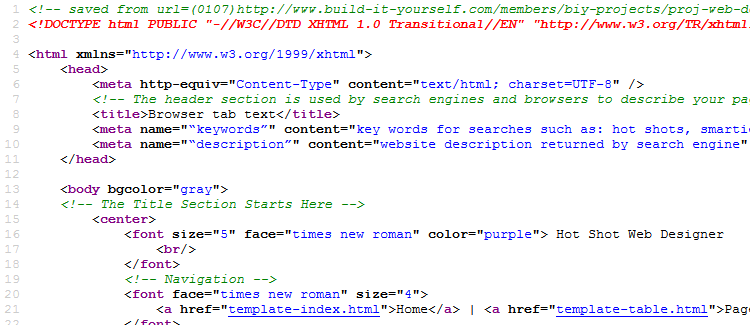 1 <!-- saved from url=(0107)http://www.build-it-yourself.com/members/biy-projects/proj-web-d
2 <!DOCTYPE html PUBLIC "-//W3C//DTD XHTML 1.0 Transitional//EN" "http://www.w3.org/TR/xhtml
3
4 <html xmlns="http://www.w3.org/1999/xhtml">
5 <head>
6 <meta http-equiv="Content-Type" content="text/html; charset=UTF-8" />
7 <!-- The header section is used by search engines and browsers to describe your pa
8 <title>Browser tab text</title>
9 <meta name="“keywords”" content="key words for searches such as: hot shots, smarti
10 <meta name="“description”" content="website description returned by search engine"
11 </head>
12
13 <body bgcolor="gray">
14 <!-- The Title Section Starts Here -->
15 <center>
16 <font size="5" face="times new roman" color="purple"> Hot Shot Web Designer
17 <br/>
18 </font>
19 <!-- Navigation -->
20 <font face="times new roman" size="4">
21 <a href="template-index.html">Home</a> | <a href="template-table.html">Pag
22 </font>